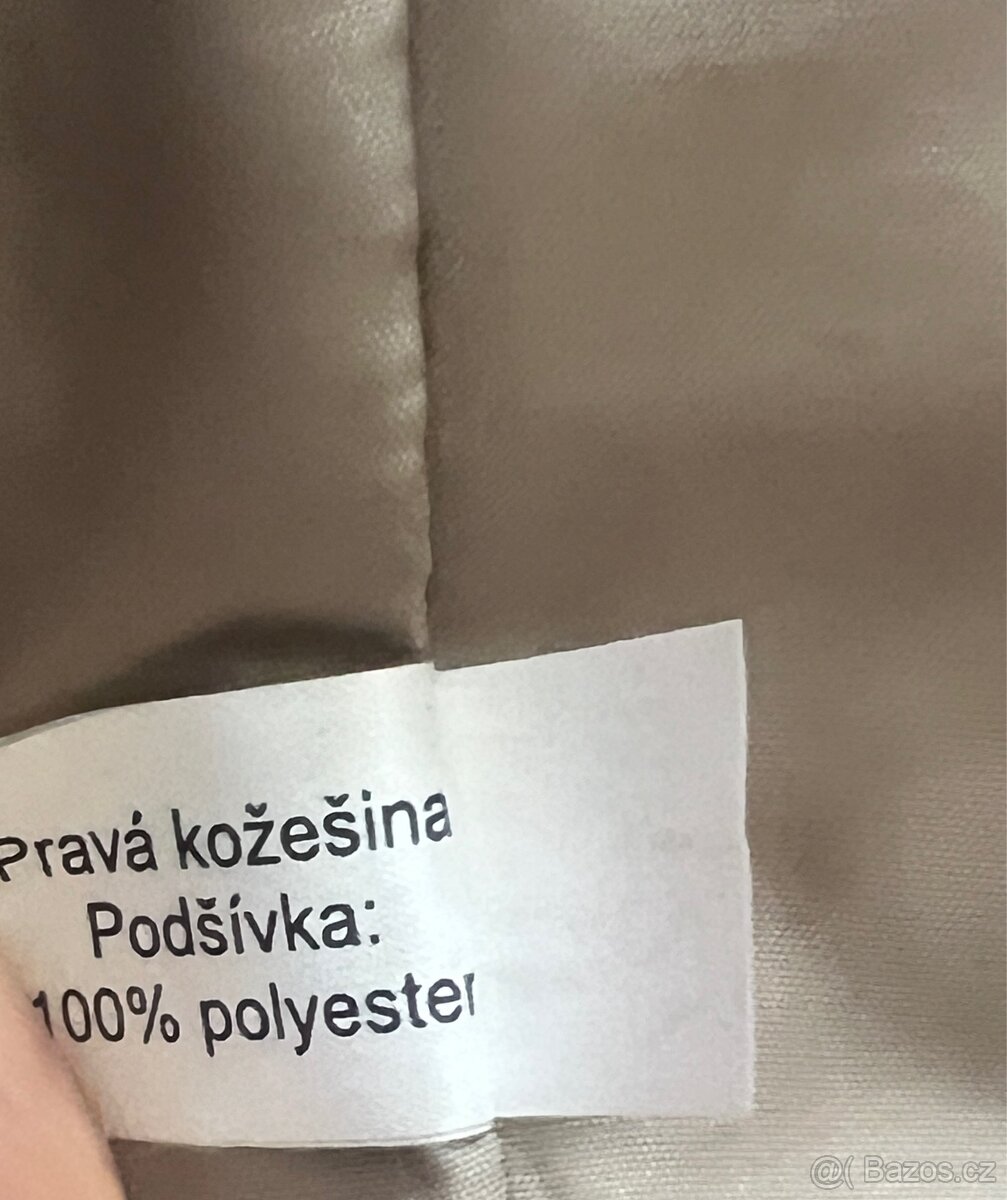 Pravá kožešina
Podšívka:
100% polyester
@( Bazos.cz